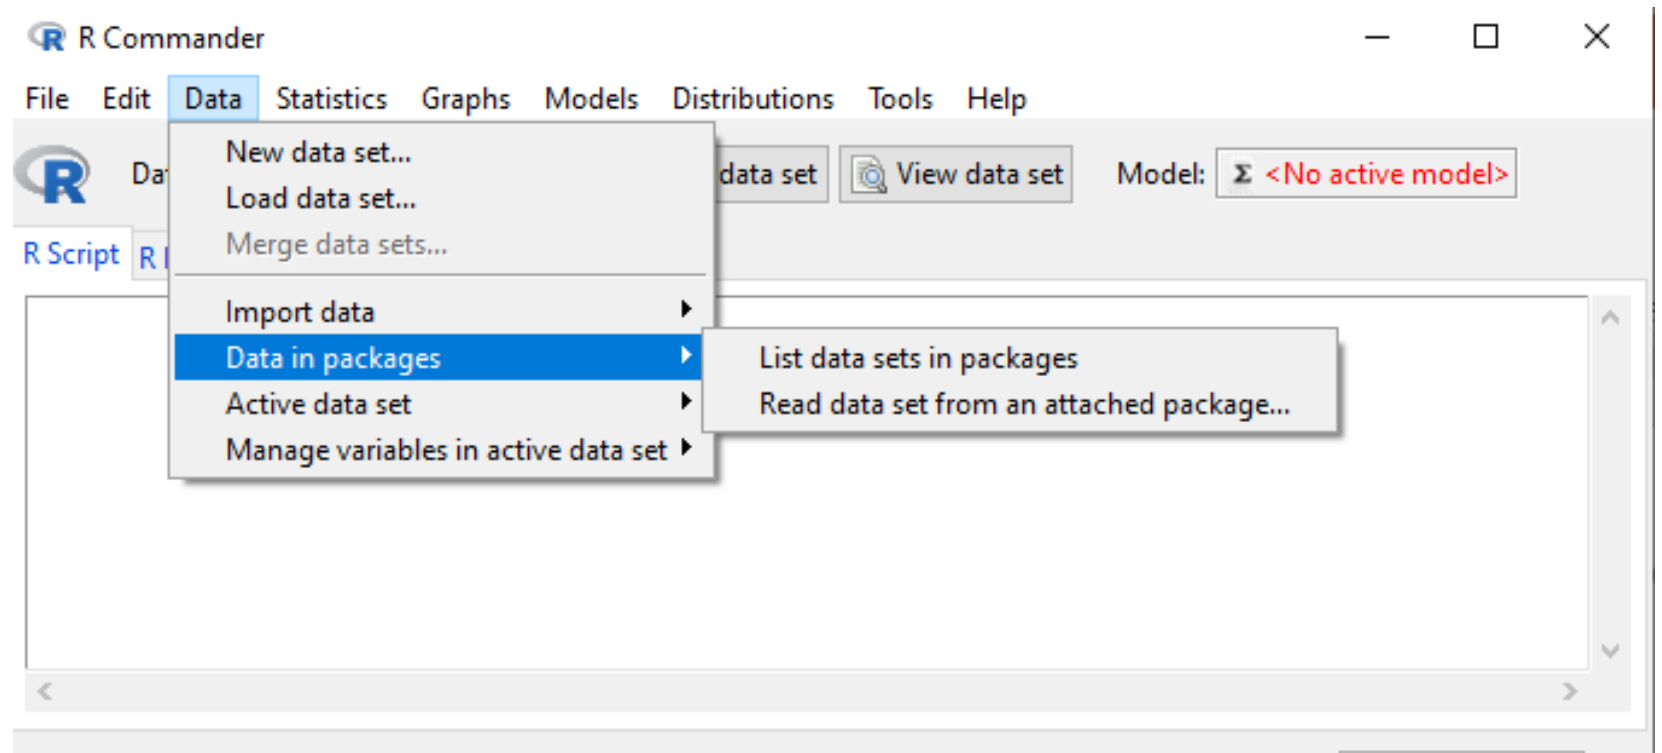 R Commander
File Edit Data Statistics Graphs Models Distributions Tools Help
New data set...
Load data set...
Merge data sets...
Import data
Data in packages
Active data set
Manage variables in active data set
List data sets in packages
Read data set from an attached package...
data set View data set Model: Σ <No active model>
R Script R